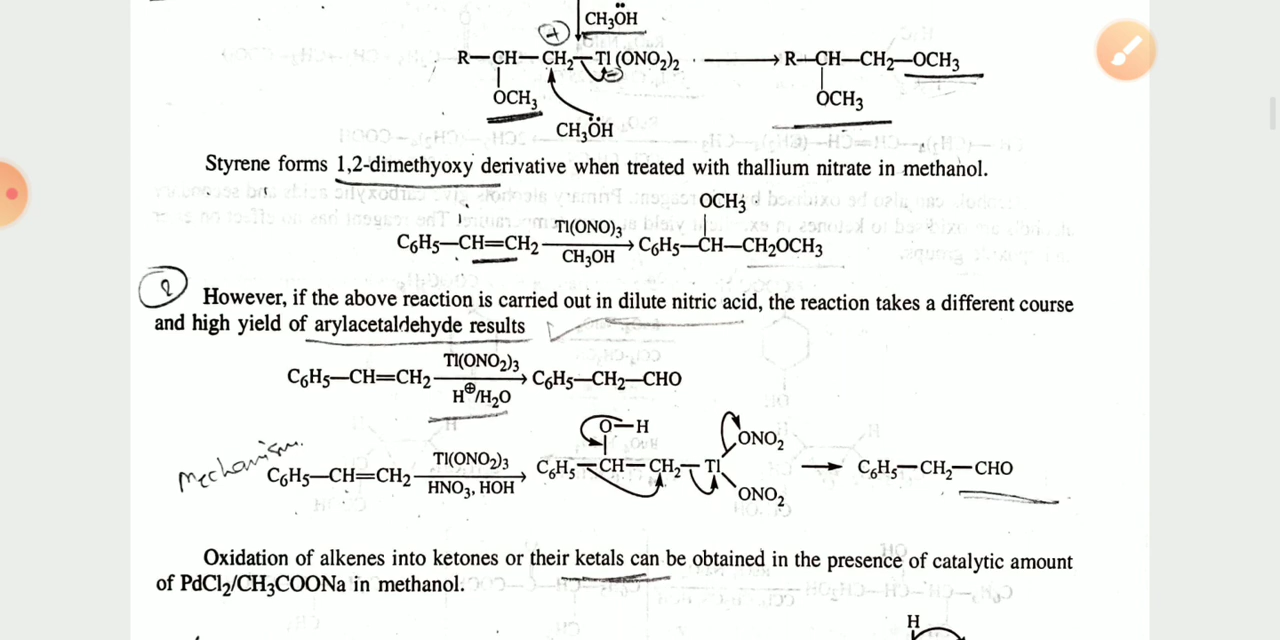 CH₃ÖH
+
R—CH—CH₂—Tl (ONO₂)₂ ⟶ R—CH—CH₂—OCH₃
OCH₃ OCH₃
CH₃ÖH
Styrene forms 1,2-dimethyoxy derivative when treated with thallium nitrate in methanol.
OCH₃
C₆H₅—CH=CH₂ Tl(ONO)₃ C₆H₅—CH—CH₂OCH₃
CH₃OH
2
However, if the above reaction is carried out in dilute nitric acid, the reaction takes a different course
and high yield of arylacetaldehyde results
C₆H₅—CH=CH₂ Tl(ONO₂)₃ C₆H₅—CH₂—CHO
H⊕/H₂O
O—H ONO₂
mechanism.
C₆H₅—CH=CH₂ Tl(ONO₂)₃ C₆H₅—CH—CH₂—Tl ⟶ C₆H₅—CH₂—CHO
HNO₃, HOH ONO₂
Oxidation of alkenes into ketones or their ketals can be obtained in the presence of catalytic amount
of PdCl₂/CH₃COONa in methanol.
H